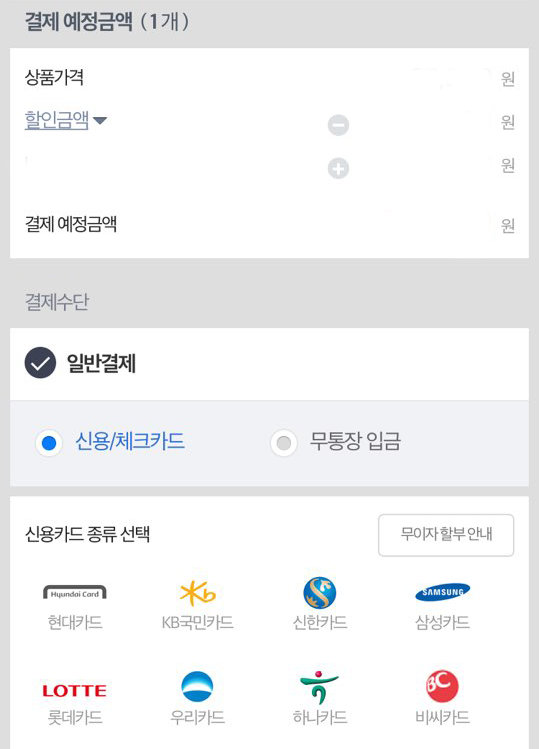 결제 예정금액 (1개)
상품가격 원
할인금액 원
원
결제 예정금액 원
결제수단
일반결제
신용/체크카드 무통장 입금
신용카드 종류 선택 무이자 할부 안내
Hyundai Card Kb SAMSUNG
현대카드 KB국민카드 신한카드 삼성카드
LOTTE BC
롯데카드 우리카드 하나카드 비씨카드